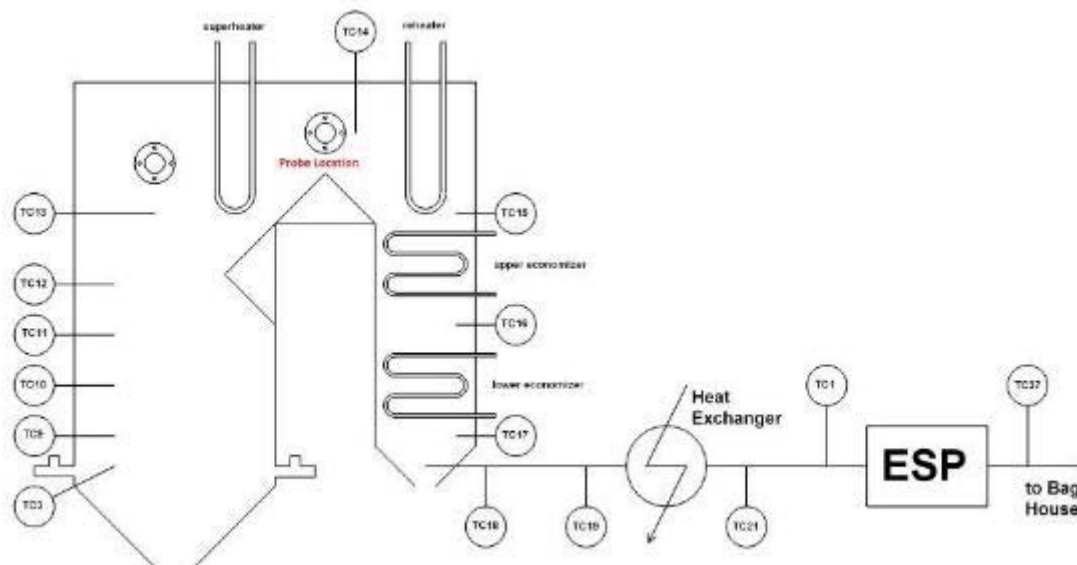 superheater
TC14
reheater
Probe Location
TC13
TC15
upper economizer
TC12
TC11
TC16
TC10
lower economizer
Heat
Exchanger
TC1
TC37
TC9
TC17
ESP
TC3
TC18
TC19
TC21
to Bag
House